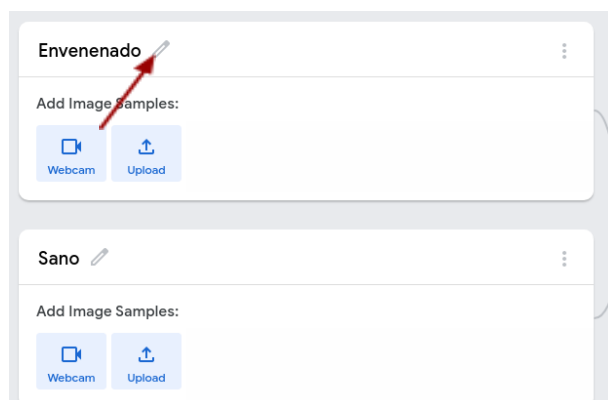 Envenenado
Add Image Samples:
Webcam Upload
Sano
Add Image Samples:
Webcam Upload